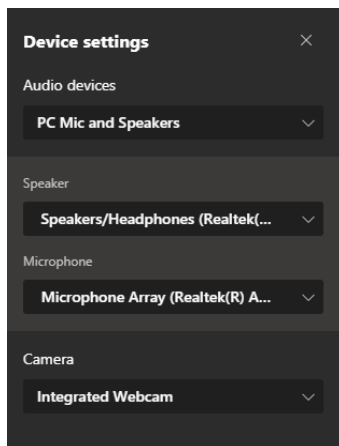 Device settings
Audio devices
PC Mic and Speakers
Speaker
Speakers/Headphones (Realtek(...
Microphone
Microphone Array (Realtek(R) A...
Camera
Integrated Webcam